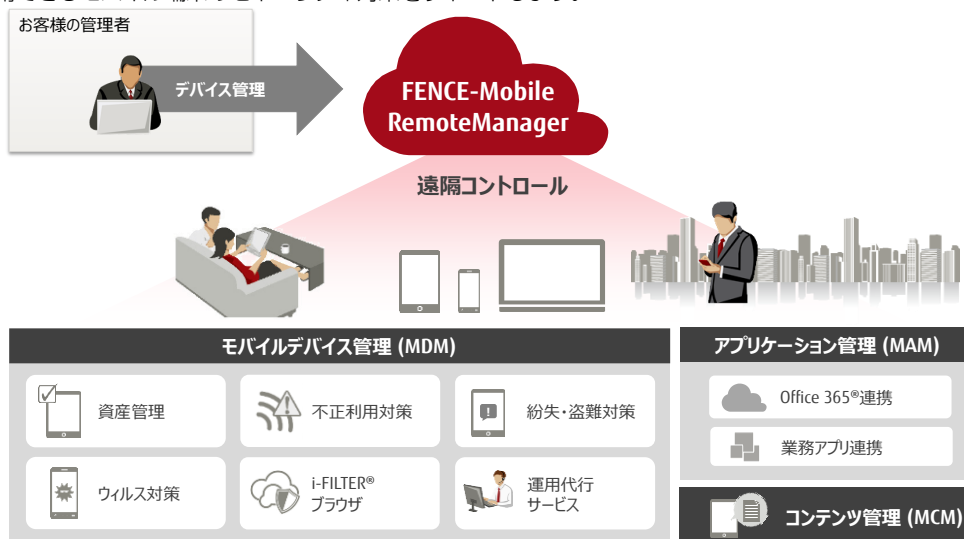 お客様の管理者
デバイス管理
FENCE-Mobile
RemoteManager
遠隔コントロール
モバイルデバイス管理 (MDM)
資産管理
不正利用対策
紛失・盗難対策
ウィルス対策
i-FILTER®
ブラウザ
運用代行
サービス
アプリケーション管理 (MAM)
Office 365®連携
業務アプリ連携
コンテンツ管理 (MCM)